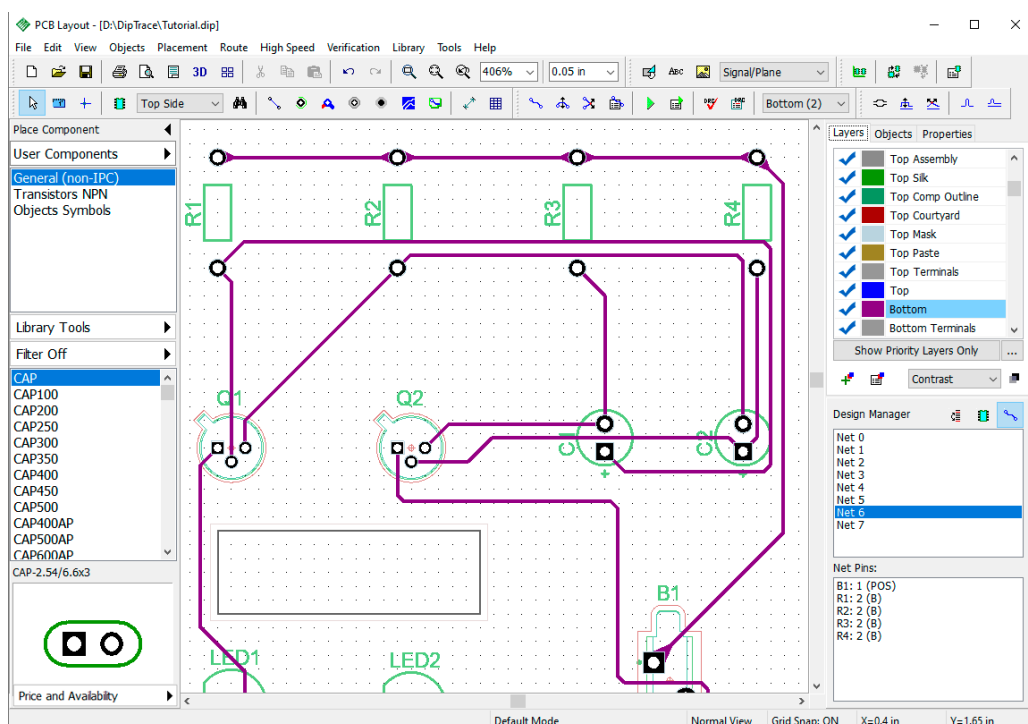 PCB Layout - [D:\DipTrace\Tutorial.dip]
File Edit View Objects Placement Route High Speed Verification Library Tools Help
3D 406% 0.05 in ABC Signal/Plane
Top Side DRC Bottom (2)
Place Component
User Components
General (non-IPC)
Transistors NPN
Objects Symbols
Library Tools
Filter Off
CAP
CAP100
CAP200
CAP250
CAP300
CAP350
CAP400
CAP450
CAP500
CAP400AP
CAP500AP
CAP600AP
CAP-2.54/6.6x3
Price and Availability
R1
R2
R3
R4
Q1
Q2
C1
C2
+
+
B1
LED1
LED2
Layers Objects Properties
Top Assembly
Top Silk
Top Comp Outline
Top Courtyard
Top Mask
Top Paste
Top Terminals
Top
Bottom
Bottom Terminals
Show Priority Layers Only ...
Contrast
Design Manager
Net 0
Net 1
Net 2
Net 3
Net 4
Net 5
Net 6
Net 7
Net Pins:
B1: 1 (POS)
R1: 2 (B)
R2: 2 (B)
R3: 2 (B)
R4: 2 (B)
Default Mode Normal View Grid Snap: ON X=0.4 in Y=1.65 in